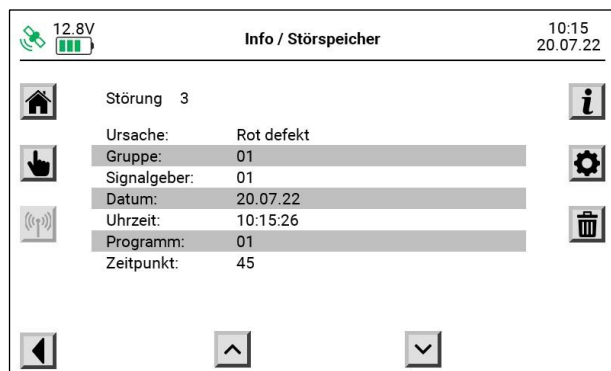 12.8V
Info / Störspeicher
10:15
20.07.22
Störung 3
Ursache: Rot defekt
Gruppe: 01
Signalgeber: 01
Datum: 20.07.22
Uhrzeit: 10:15:26
Programm: 01
Zeitpunkt: 45